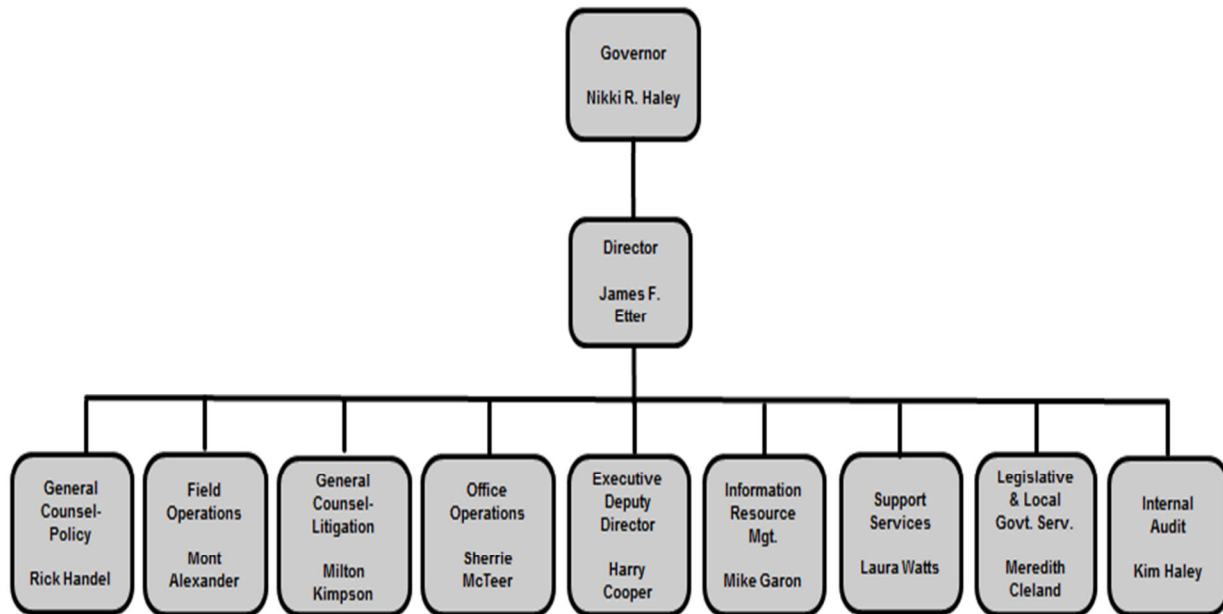 Governor
Nikki R. Haley
Director
James F.
Etter
General
Counsel-
Policy
Rick Handel
Field
Operations
Mont
Alexander
General
Counsel-
Litigation
Milton
Kimpson
Office
Operations
Sherrie
McTeer
Executive
Deputy
Director
Harry
Cooper
Information
Resource
Mgt.
Mike Garon
Support
Services
Laura Watts
Legislative
& Local
Govt. Serv.
Meredith
Cleland
Internal
Audit
Kim Haley